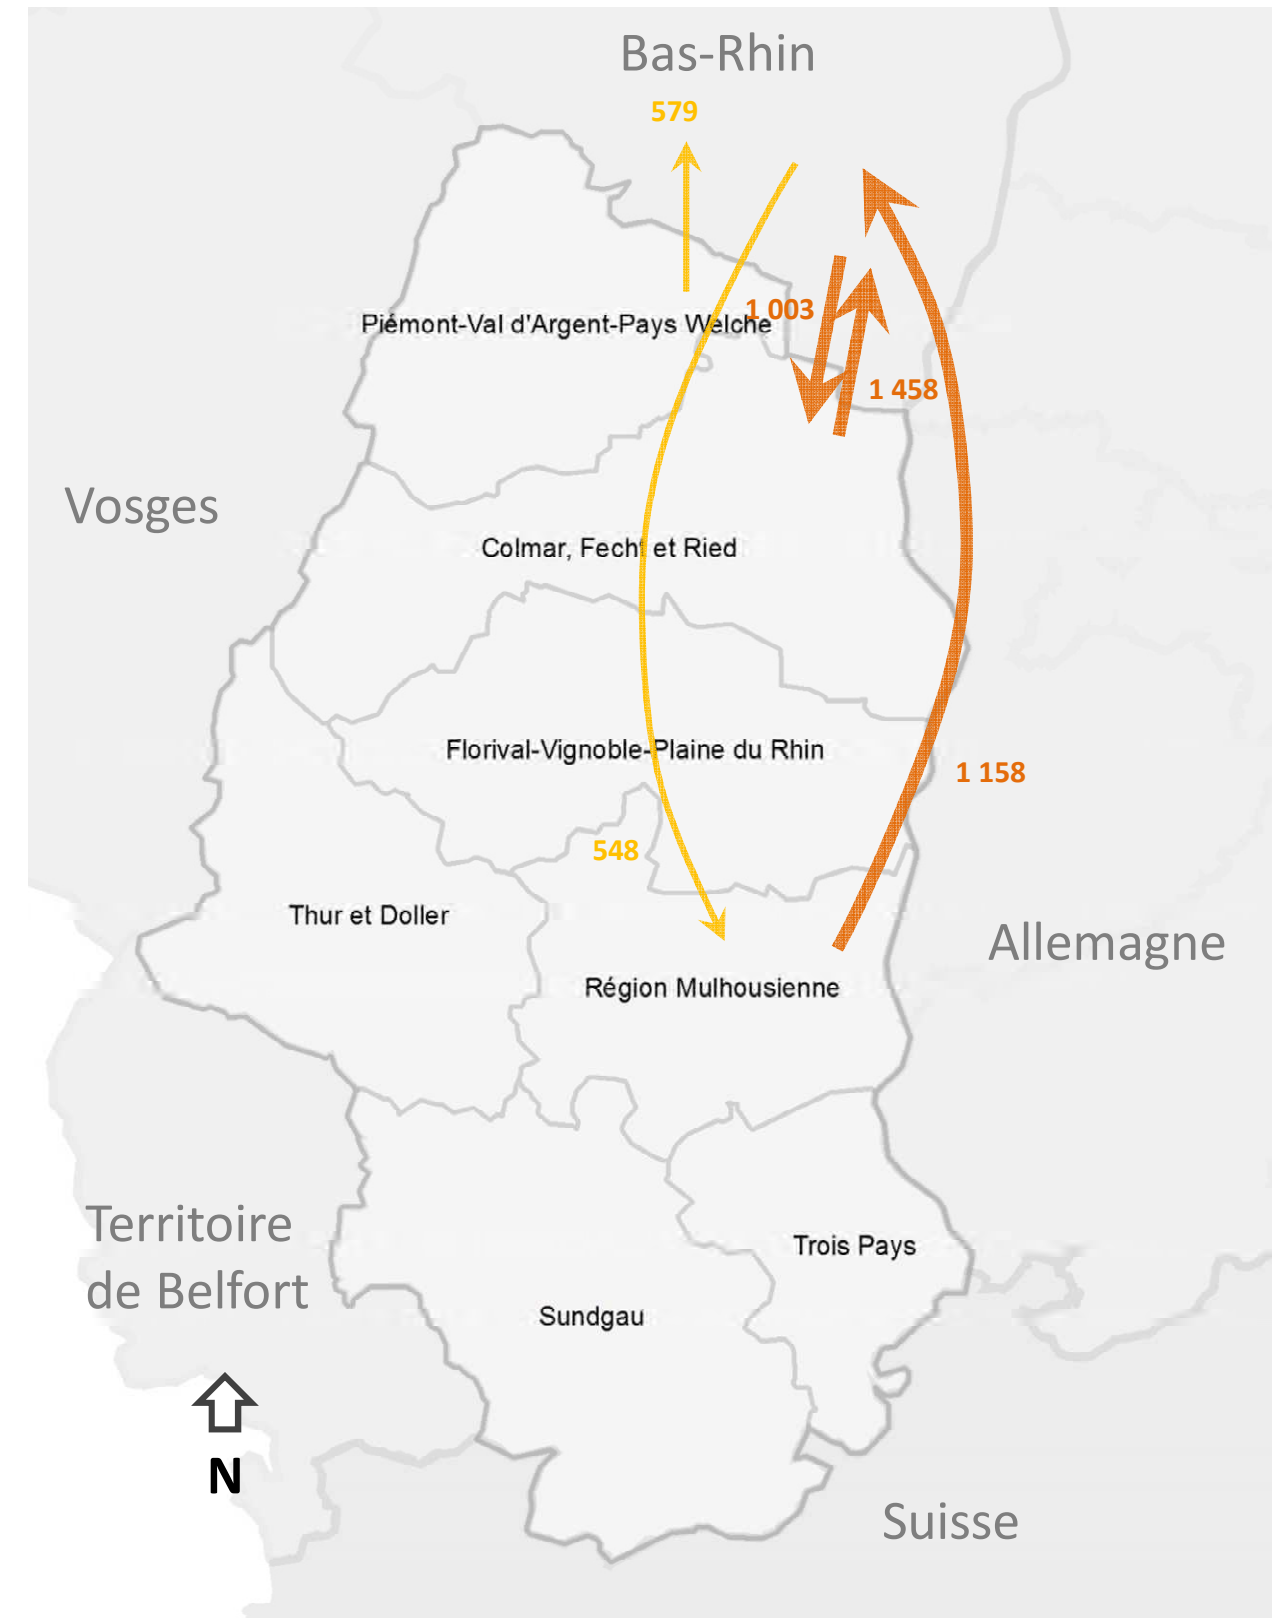 Bas-Rhin
579
1 003
Piémont-Val d'Argent-Pays Welche
1 458
Vosges
Colmar, Fecht et Ried
Florival-Vignoble-Plaine du Rhin
1 158
548
Thur et Doller
Allemagne
Région Mulhousienne
Territoire
de Belfort
Trois Pays
Sundgau
N
Suisse